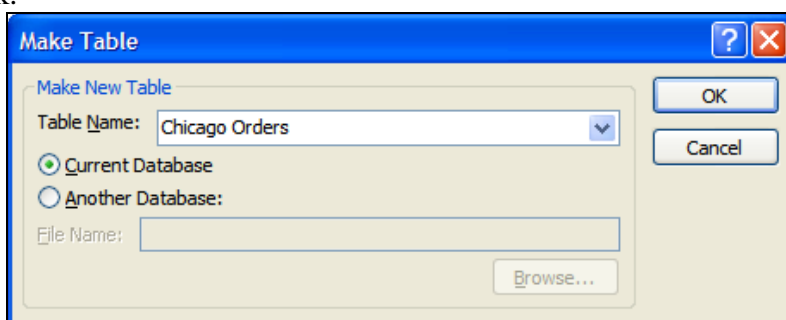 Make Table
Make New Table
OK
Table Name: Chicago Orders
Cancel
Current Database
Another Database:
File Name:
Browse...